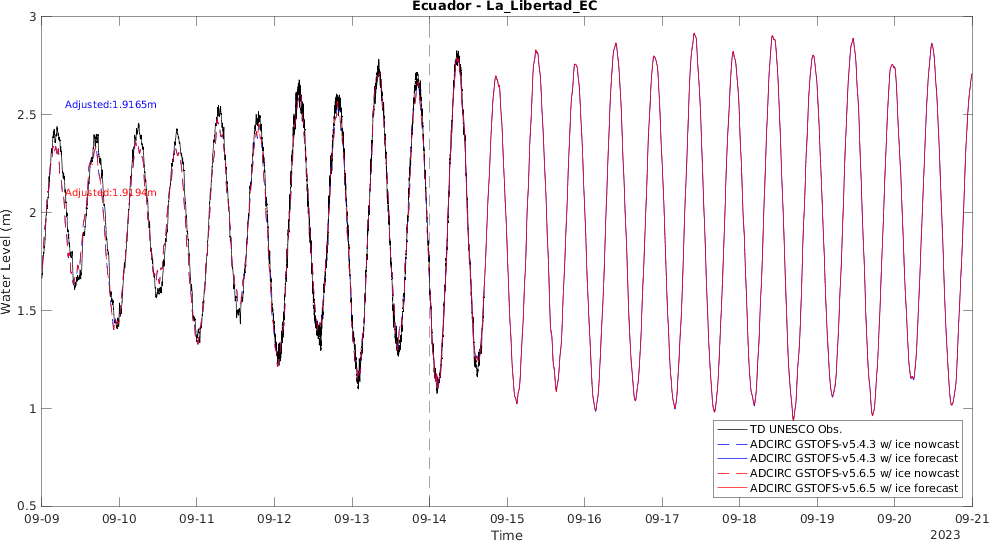 Ecuador - La_Libertad_EC
3
2.5
2
1.5
1
0.5
Water Level (m)
Adjusted:1.9165m
Adjusted:1.9194m
TD UNESCO Obs.
ADCIRC GSTOFS-v5.4.3 w/ ice nowcast
ADCIRC GSTOFS-v5.4.3 w/ ice forecast
ADCIRC GSTOFS-v5.6.5 w/ ice nowcast
ADCIRC GSTOFS-v5.6.5 w/ ice forecast
09-09 09-10 09-11 09-12 09-13 09-14 09-15 09-16 09-17 09-18 09-19 09-20 09-21
Time
2023